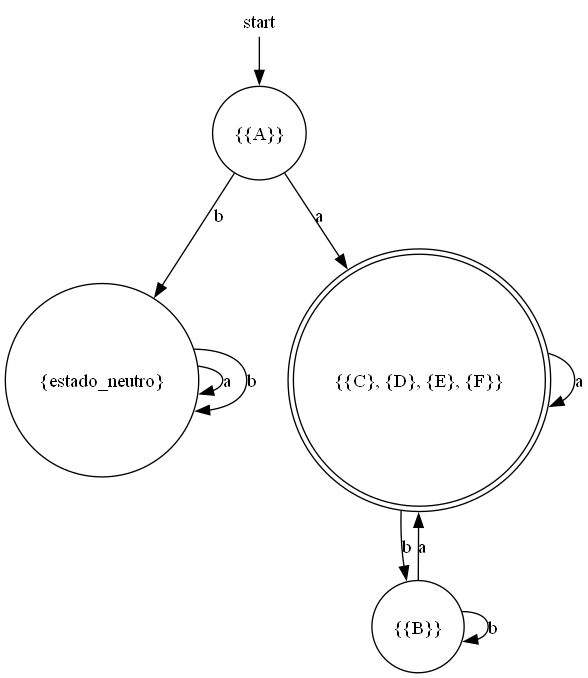 start
{{A}}
b
a
{estado_neutro}
a
b
{{C}, {D}, {E}, {F}}
a
b
a
{{B}}
b